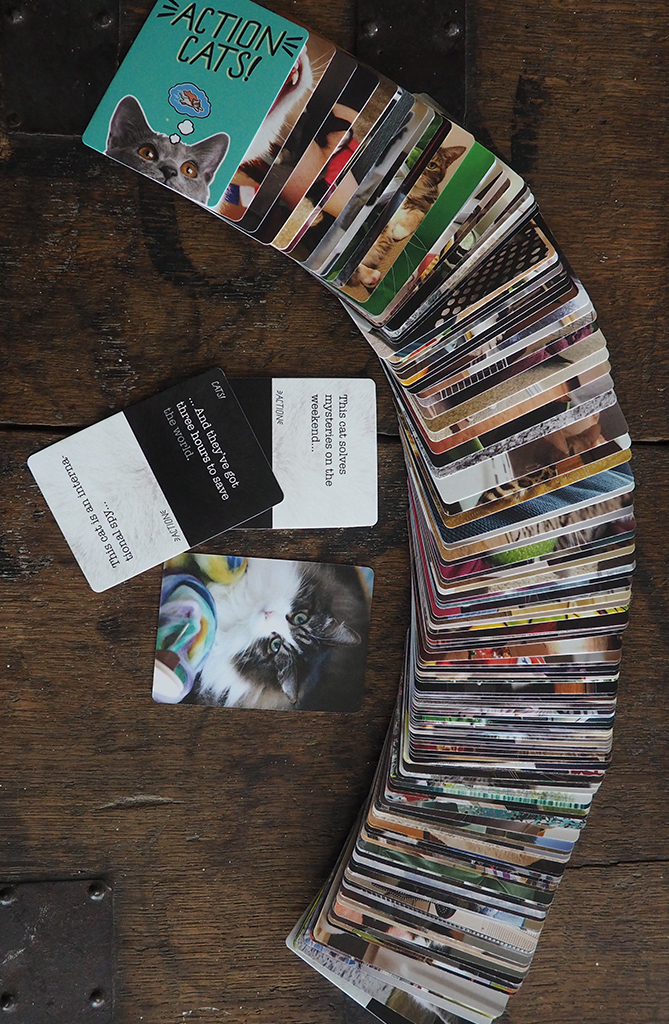 ACTION
CATS!
CATS!
...And they've got
three hours to save
the world.
ACTION
This cat is an interna-
tional spy...
ACTION
This cat solves
mysteries on the
weekend...